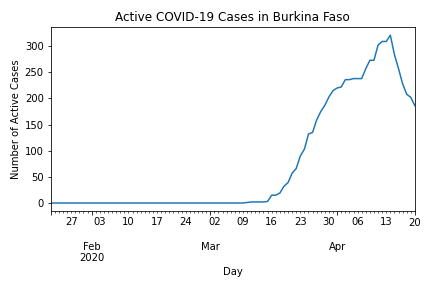 Active COVID-19 Cases in Burkina Faso
Number of Active Cases
300
250
200
150
100
50
0
27 03 10 17 24 02 09 16 23 30 06 13 20
Feb Mar Apr
2020
Day